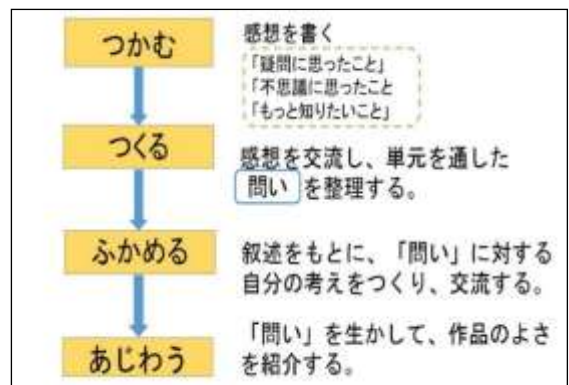 つかむ
感想を書く
「疑問に思ったこと」
「不思議に思ったこと
「もっと知りたいこと」
つくる
感想を交流し、単元を通した
問い を整理する。
ふかめる
叙述をもとに、「問い」に対する
自分の考えをつくり、交流する。
あじわう
「問い」を生かして、作品のよさ
を紹介する。